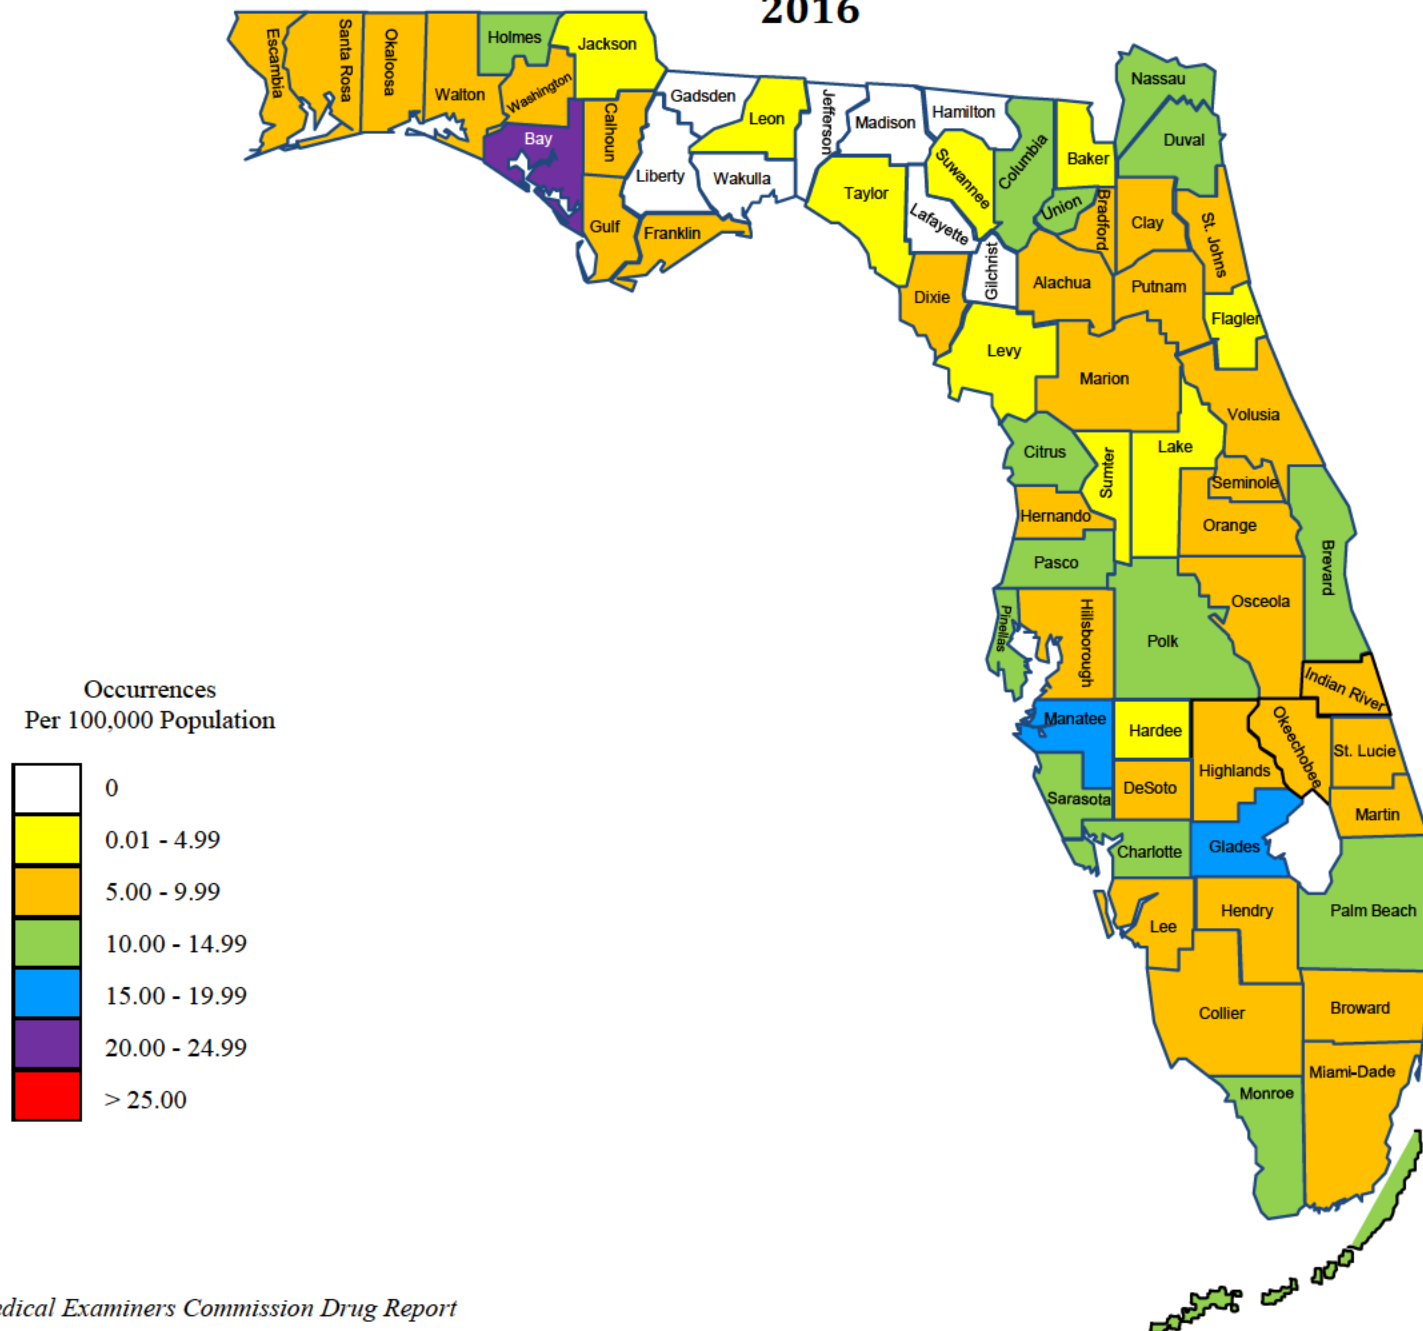 2016
Escambia
Santa Rosa
Okaloosa
Walton
Holmes
Washington
Jackson
Bay
Calhoun
Gulf
Gadsden
Liberty
Franklin
Leon
Wakulla
Jefferson
Madison
Taylor
Hamilton
Suwannee
Lafayette
Columbia
Baker
Union
Bradford
Nassau
Duval
Clay
St. Johns
Gilchrist
Alachua
Putnam
Flagler
Dixie
Levy
Marion
Volusia
Citrus
Sumter
Lake
Seminole
Orange
Hernando
Pasco
Brevard
Pinellas
Hillsborough
Polk
Osceola
Indian River
Manatee
Hardee
Highlands
Okeechobee
St. Lucie
Sarasota
DeSoto
Martin
Charlotte
Glades
Lee
Hendry
Palm Beach
Collier
Broward
Miami-Dade
Monroe
Occurrences
Per 100,000 Population
0
0.01 - 4.99
5.00 - 9.99
10.00 - 14.99
15.00 - 19.99
20.00 - 24.99
> 25.00
edical Examiners Commission Drug Report